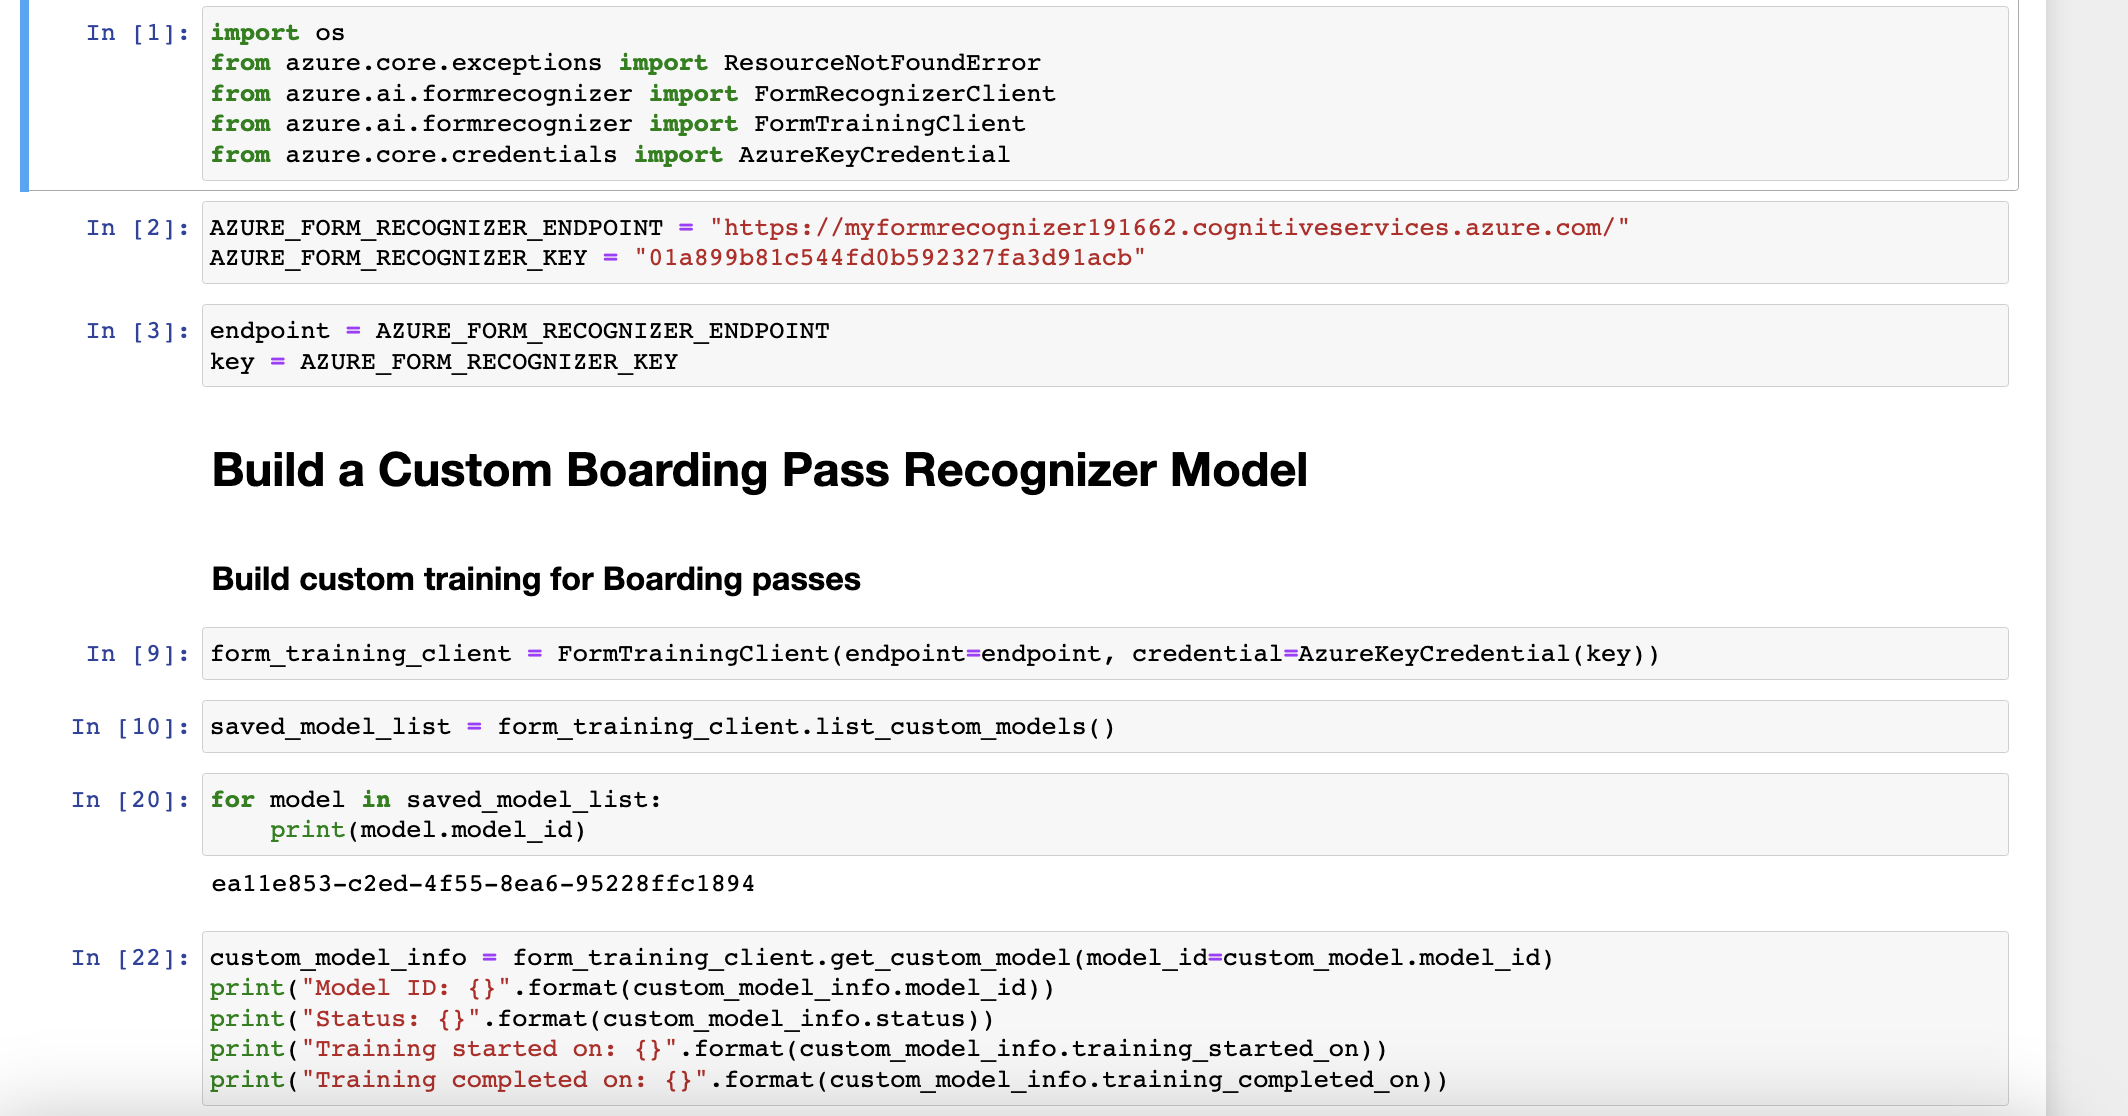 In [1]: import os
from azure.core.exceptions import ResourceNotFoundError
from azure.ai.formrecognizer import FormRecognizerClient
from azure.ai.formrecognizer import FormTrainingClient
from azure.core.credentials import AzureKeyCredential
In [2]: AZURE_FORM_RECOGNIZER_ENDPOINT = "https://myformrecognizer191662.cognitiveservices.azure.com/"
AZURE_FORM_RECOGNIZER_KEY = "01a899b81c544fd0b592327fa3d91acb"
In [3]: endpoint = AZURE_FORM_RECOGNIZER_ENDPOINT
key = AZURE_FORM_RECOGNIZER_KEY
Build a Custom Boarding Pass Recognizer Model
Build custom training for Boarding passes
In [9]: form_training_client = FormTrainingClient(endpoint=endpoint, credential=AzureKeyCredential(key))
In [10]: saved_model_list = form_training_client.list_custom_models()
In [20]: for model in saved_model_list:
    print(model.model_id)
ea11e853-c2ed-4f55-8ea6-95228ffc1894
In [22]: custom_model_info = form_training_client.get_custom_model(model_id=custom_model.model_id)
print("Model ID: {}".format(custom_model_info.model_id))
print("Status: {}".format(custom_model_info.status))
print("Training started on: {}".format(custom_model_info.training_started_on))
print("Training completed on: {}".format(custom_model_info.training_completed_on))